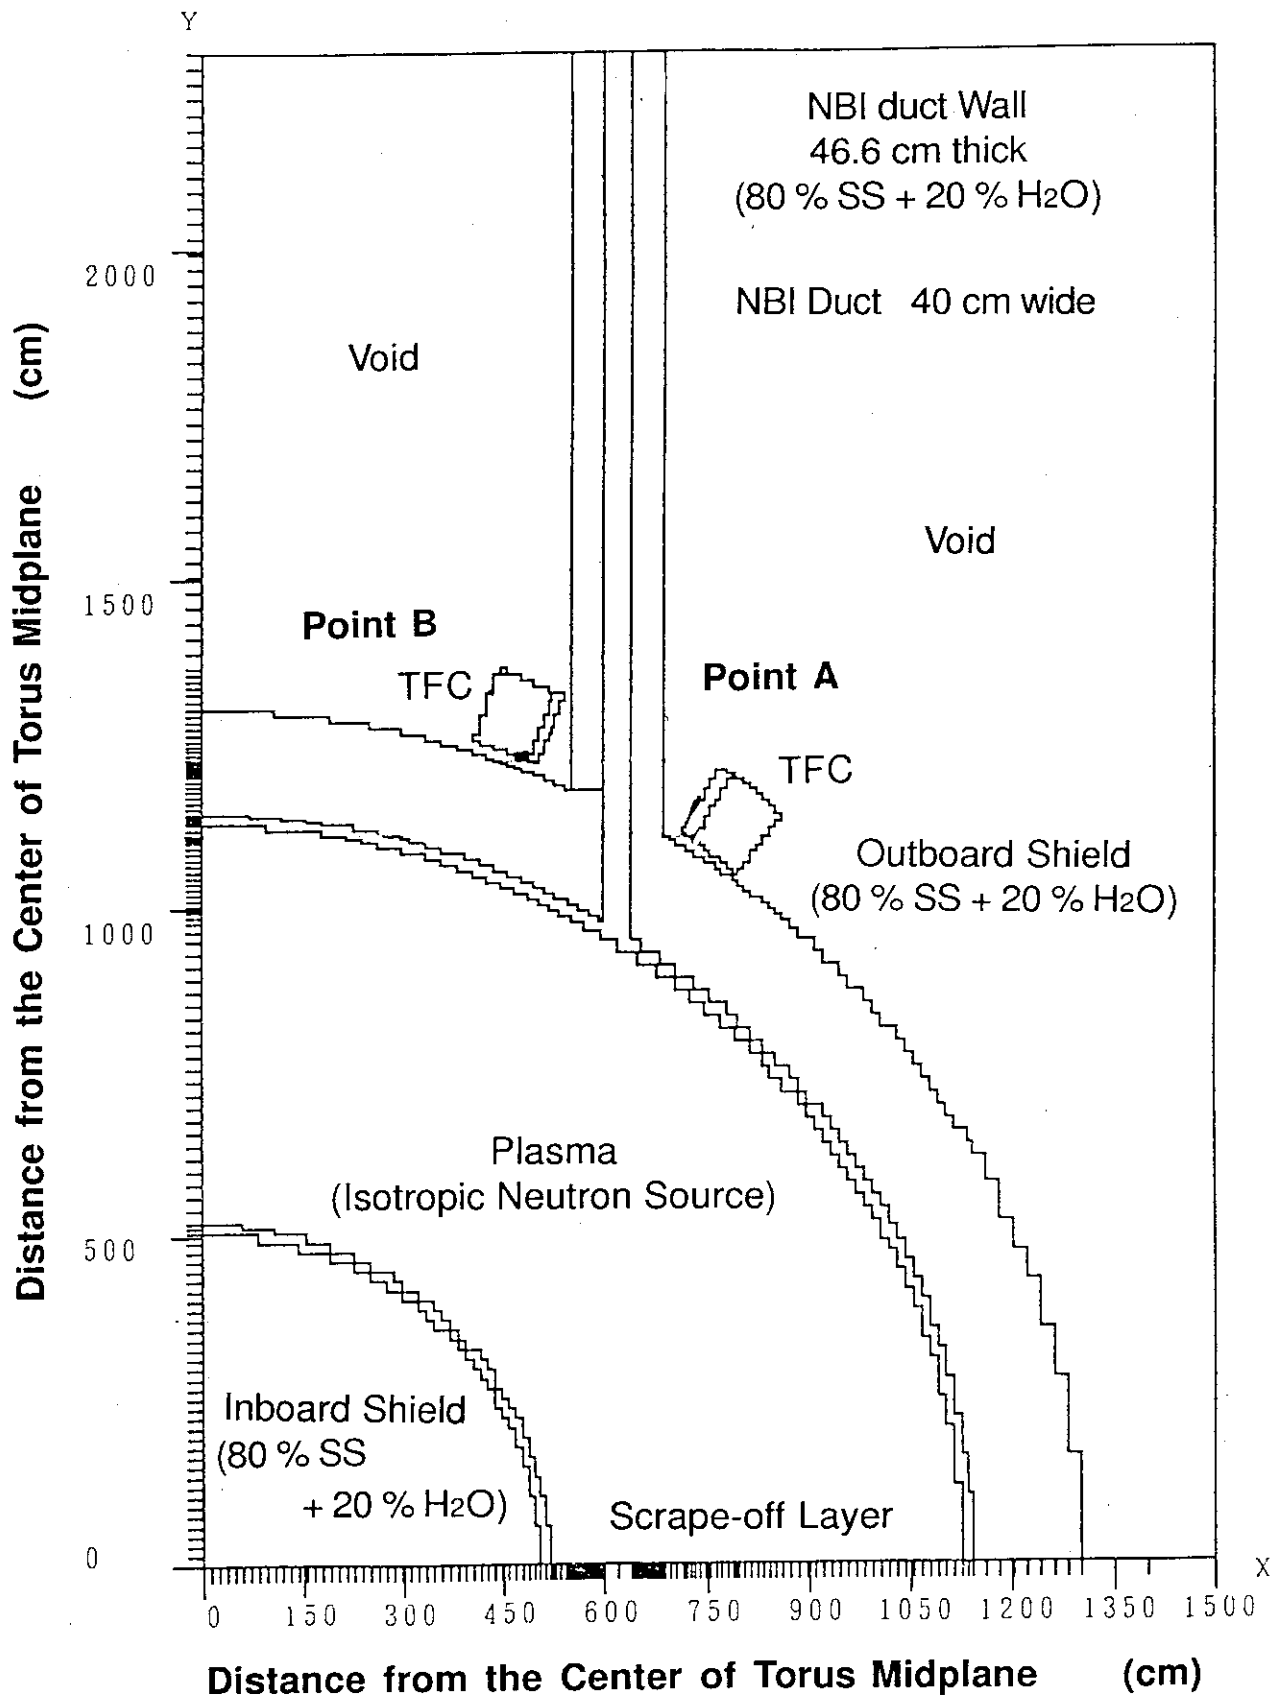 Y
NBI duct Wall
46.6 cm thick
(80 % SS + 20 % H2O)
2000
NBI Duct 40 cm wide
Void
Void
1500
Point B
TFC
Point A
TFC
Outboard Shield
(80 % SS + 20 % H2O)
1000
Plasma
(Isotropic Neutron Source)
500
Inboard Shield
(80 % SS
+ 20 % H2O)
Scrape-off Layer
0
X
0 150 300 450 600 750 900 1050 1200 1350 1500
Distance from the Center of Torus Midplane (cm)
Distance from the Center of Torus Midplane (cm)